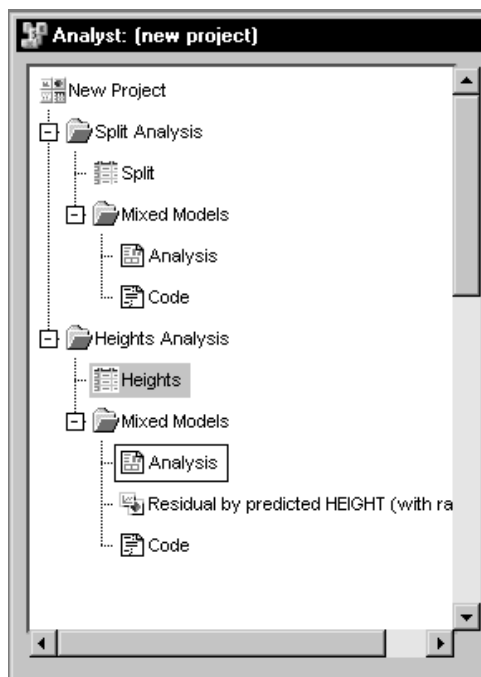 Analyst: (new project)
New Project
Split Analysis
Split
Mixed Models
Analysis
Code
Heights Analysis
Heights
Mixed Models
Analysis
Residual by predicted HEIGHT (with ra
Code